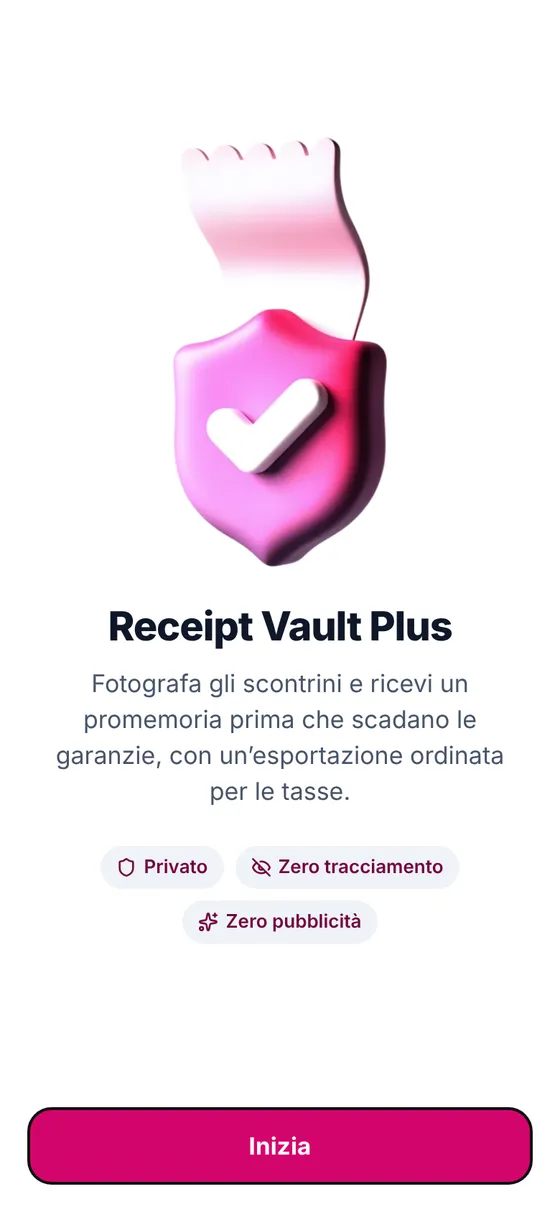 Receipt Vault Plus
Fotografa gli scontrini e ricevi un
promemoria prima che scadano le
garanzie, con un’esportazione ordinata
per le tasse.
Privato
Zero tracciamento
Zero pubblicità
Inizia